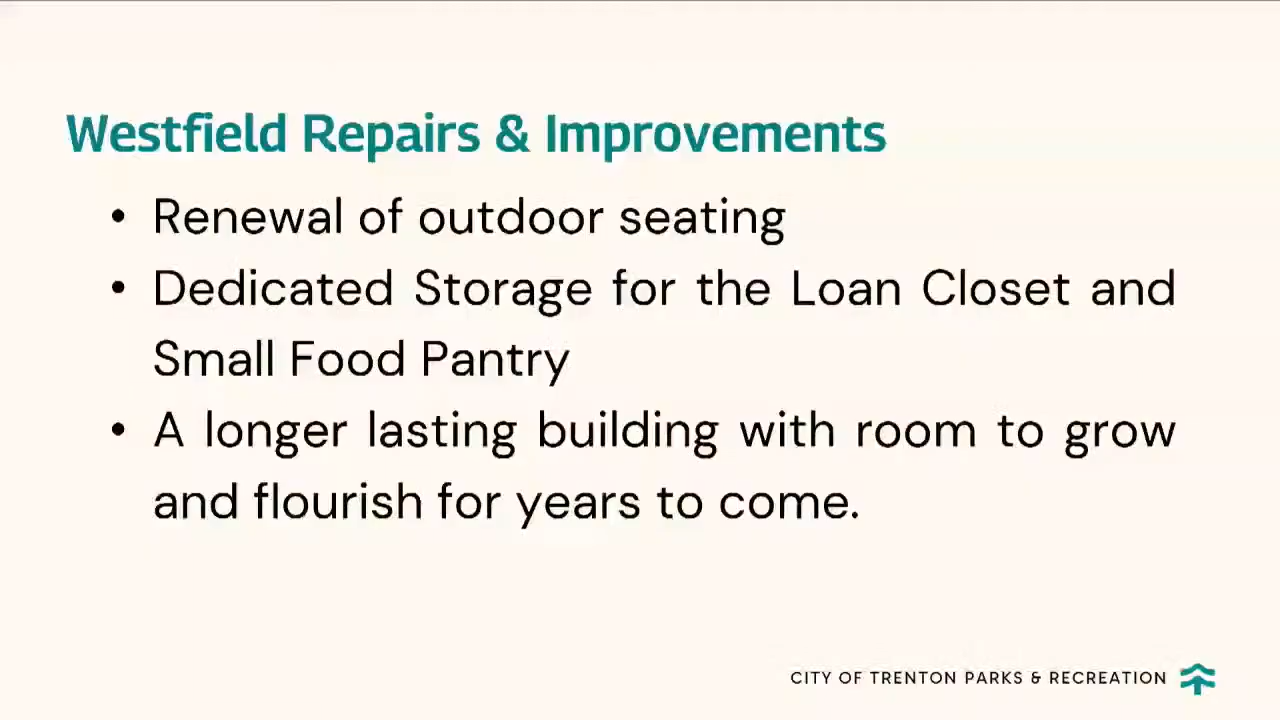 Westfield Repairs & Improvements
• Renewal of outdoor seating
• Dedicated Storage for the Loan Closet and
Small Food Pantry
• A longer lasting building with room to grow
and flourish for years to come.
CITY OF TRENTON PARKS & RECREATION